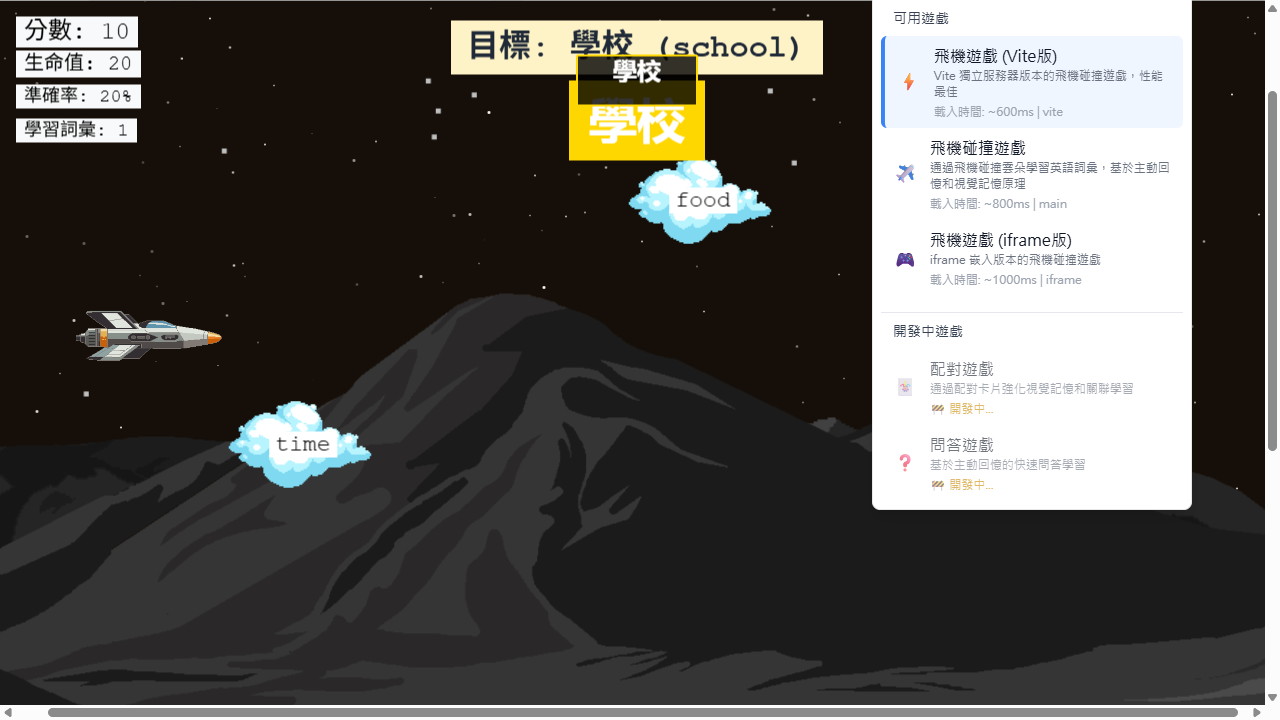 分數: 10
生命值: 20
準確率: 20%
學習詞彙: 1
目標: 學校 (school)
學校
學校
food
time
可用遊戲
飛機遊戲 (Vite版)
Vite 獨立服務器版本的飛機碰撞遊戲，性能
最佳
載入時間: ~600ms | vite
飛機碰撞遊戲
通過飛機碰撞雲朵學習英語詞彙，基於主動回
憶和視覺記憶原理
載入時間: ~800ms | main
飛機遊戲 (iframe版)
iframe 嵌入版本的飛機碰撞遊戲
載入時間: ~1000ms | iframe
開發中遊戲
配對遊戲
通過配對卡片強化視覺記憶和關聯學習
🚧 開發中...
問答遊戲
基於主動回憶的快速問答學習
🚧 開發中...